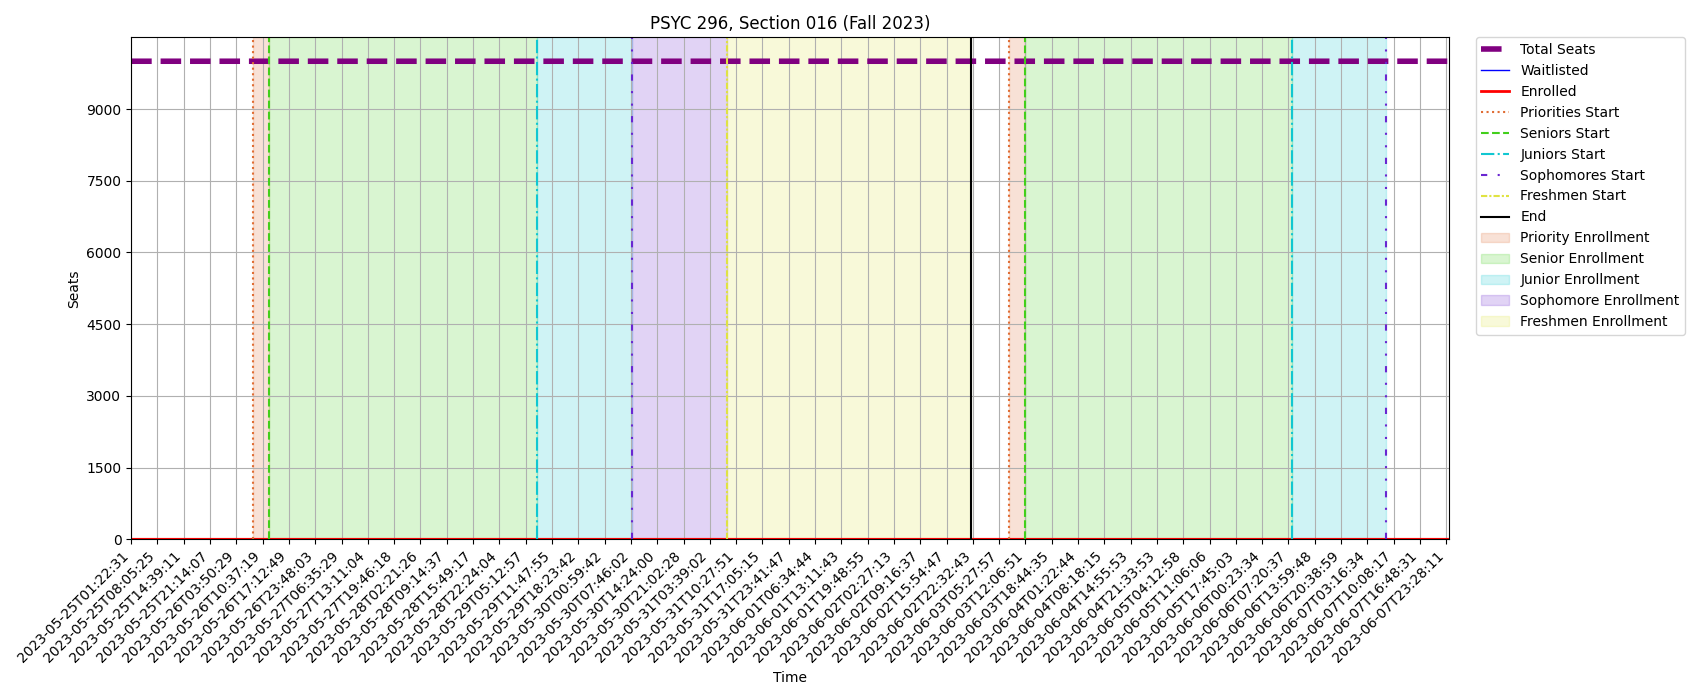 PSYC 296, Section 016 (Fall 2023)
Total Seats
Waitlisted
Enrolled
Priorities Start
Seniors Start
Juniors Start
Sophomores Start
Freshmen Start
End
Priority Enrollment
Senior Enrollment
Junior Enrollment
Sophomore Enrollment
Freshmen Enrollment
Seats
9000
7500
6000
4500
3000
1500
0
2023-05-25T01:22:31
2023-05-25T08:05:25
2023-05-25T14:39:11
2023-05-25T21:14:07
2023-05-26T03:50:29
2023-05-26T10:37:19
2023-05-26T17:12:49
2023-05-26T23:48:03
2023-05-27T06:35:29
2023-05-27T13:11:04
2023-05-27T19:46:18
2023-05-28T02:21:26
2023-05-28T09:14:37
2023-05-28T15:49:17
2023-05-28T22:24:04
2023-05-29T05:12:57
2023-05-29T11:47:55
2023-05-29T18:23:42
2023-05-30T00:59:42
2023-05-30T07:46:02
2023-05-30T14:24:00
2023-05-30T21:02:28
2023-05-31T03:39:02
2023-05-31T10:27:51
2023-05-31T17:05:15
2023-05-31T23:41:47
2023-06-01T06:34:44
2023-06-01T13:11:43
2023-06-01T19:48:55
2023-06-02T02:27:13
2023-06-02T09:16:37
2023-06-02T15:54:47
2023-06-02T22:32:43
2023-06-03T05:27:57
2023-06-03T12:06:51
2023-06-03T18:44:35
2023-06-04T01:22:44
2023-06-04T08:18:15
2023-06-04T14:55:53
2023-06-04T21:33:53
2023-06-05T04:12:58
2023-06-05T11:06:06
2023-06-05T17:45:03
2023-06-06T00:23:34
2023-06-06T07:20:37
2023-06-06T13:59:48
2023-06-06T20:38:59
2023-06-07T03:16:34
2023-06-07T10:08:17
2023-06-07T16:48:31
2023-06-07T23:28:11
Time